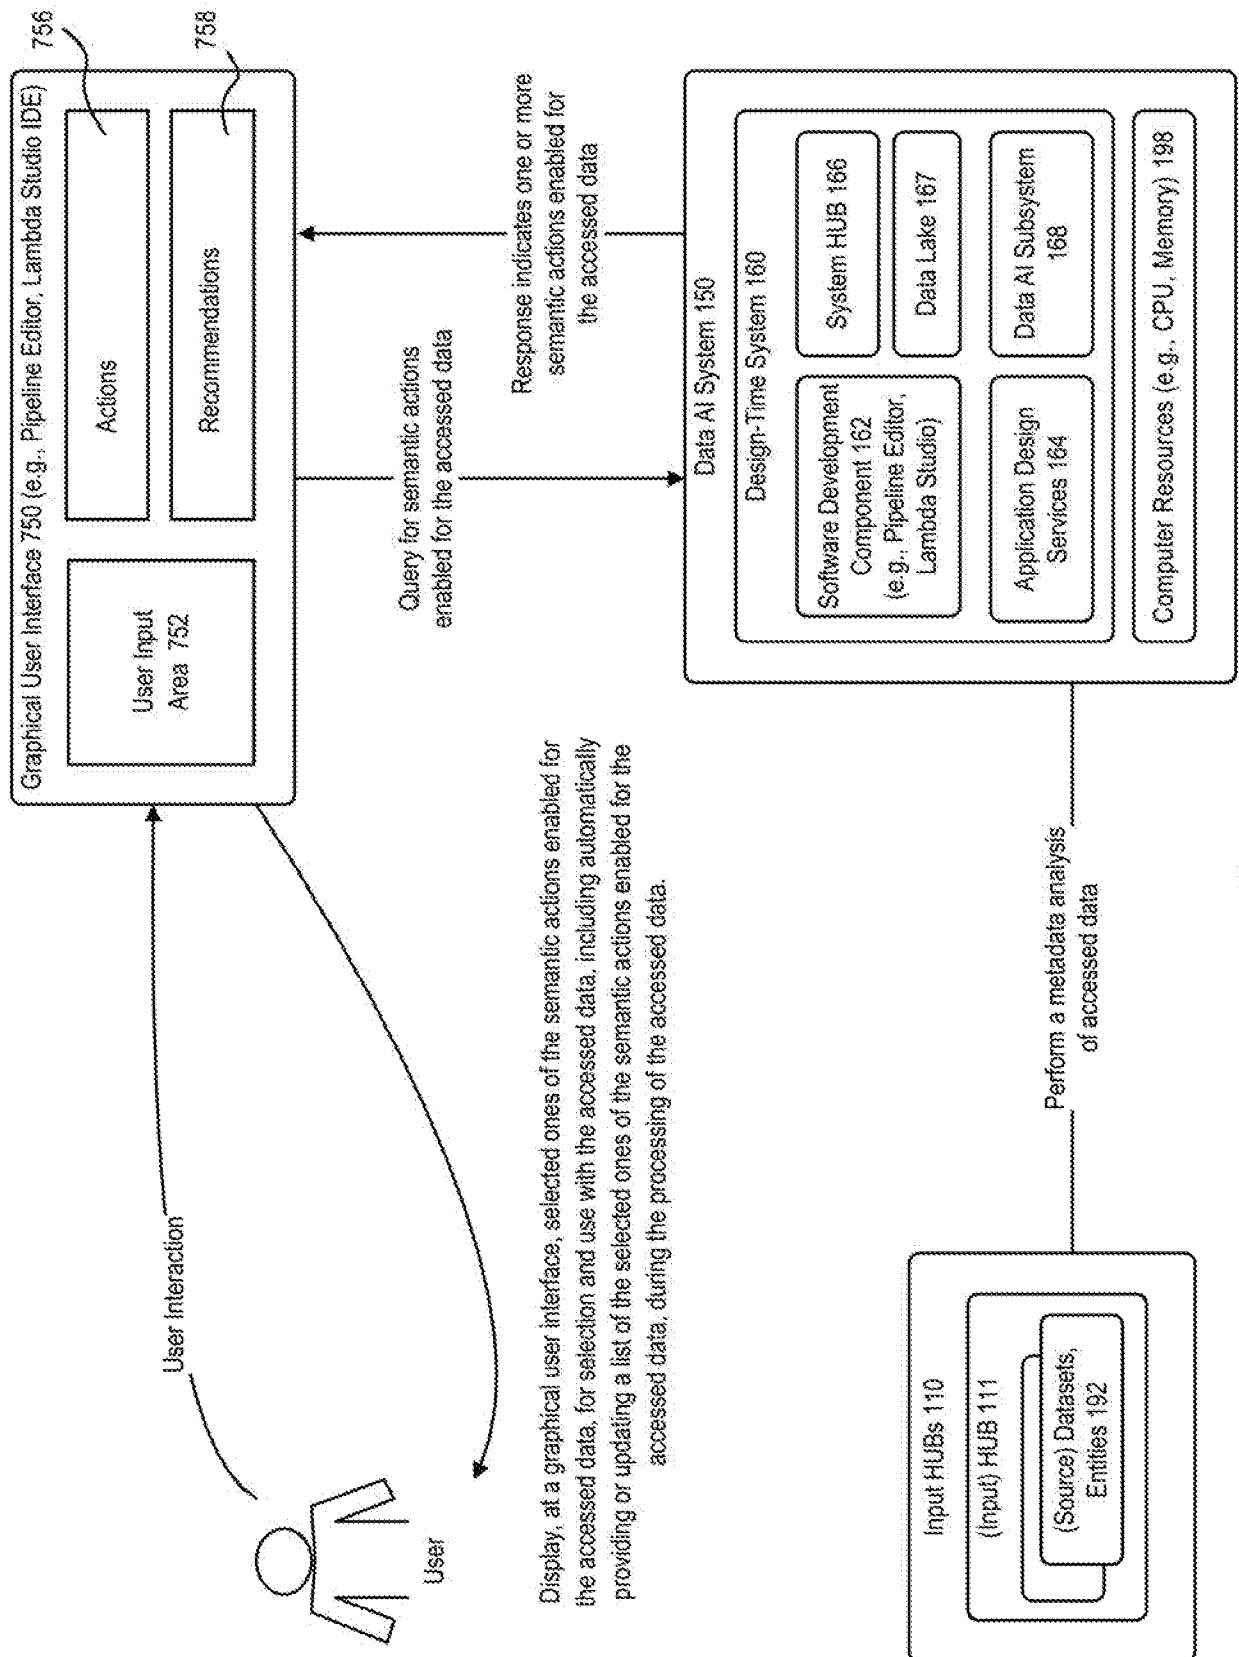 Graphical User Interface 750 (e.g., Pipeline Editor, Lambda Studio IDE)
756
758
User Input
Area 752
Actions
Recommendations
User Interaction
User
Query for semantic actions
enabled for the accessed data
Response indicates one or more
semantic actions enabled for
the accessed data
Display, at a graphical user interface, selected ones of the semantic actions enabled for
the accessed data, for selection and use with the accessed data, including automatically
providing or updating a list of the selected ones of the semantic actions enabled for the
accessed data, during the processing of the accessed data.
Data AI System 150
Design-Time System 160
Software Development
Component 162
(e.g., Pipeline Editor,
Lambda Studio)
System HUB 166
Data Lake 167
Application Design
Services 164
Data AI Subsystem
168
Computer Resources (e.g., CPU, Memory) 198
Perform a metadata analysis
of accessed data
Input HUBs 110
(Input) HUB 111
(Source) Datasets,
Entities 192